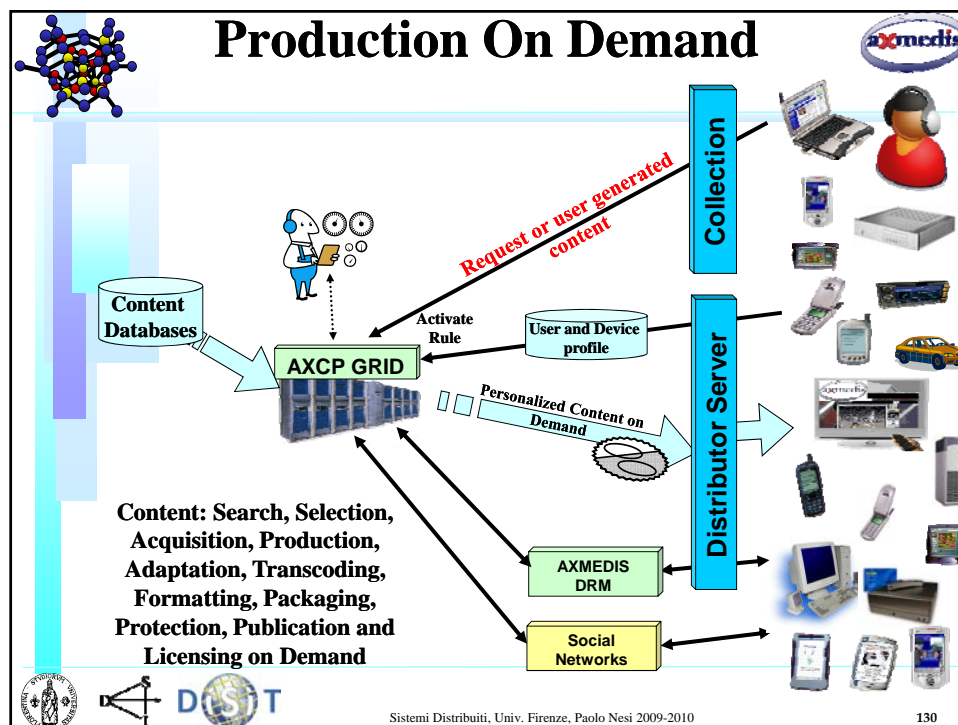 Production On Demand
axmedis
Collection
Request or user generated
content
Content
Databases
Activate
Rule
User and Device
profile
AXCP GRID
Personalized Content on
Demand
Distributor Server
axmedis
Content: Search, Selection,
Acquisition, Production,
Adaptation, Transcoding,
Formatting, Packaging,
Protection, Publication and
Licensing on Demand
AXMEDIS
DRM
Social
Networks
D S I
DISIT
Sistemi Distribuiti, Univ. Firenze, Paolo Nesi 2009-2010
130